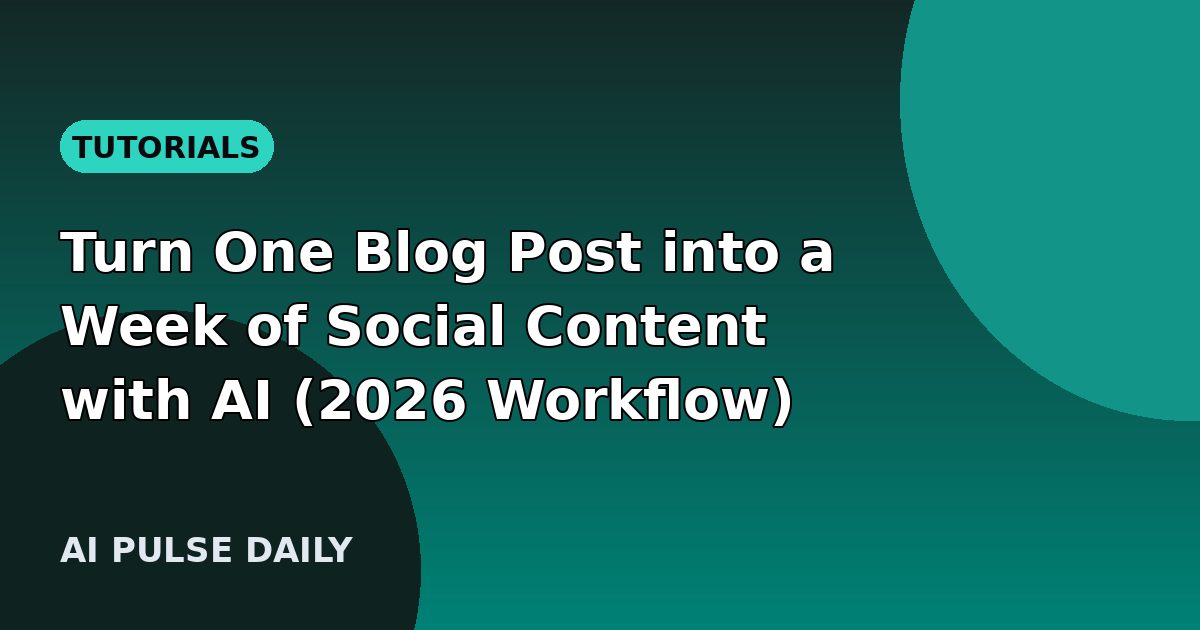 TUTORIALS
Turn One Blog Post into a
Week of Social Content
with AI (2026 Workflow)
AI PULSE DAILY